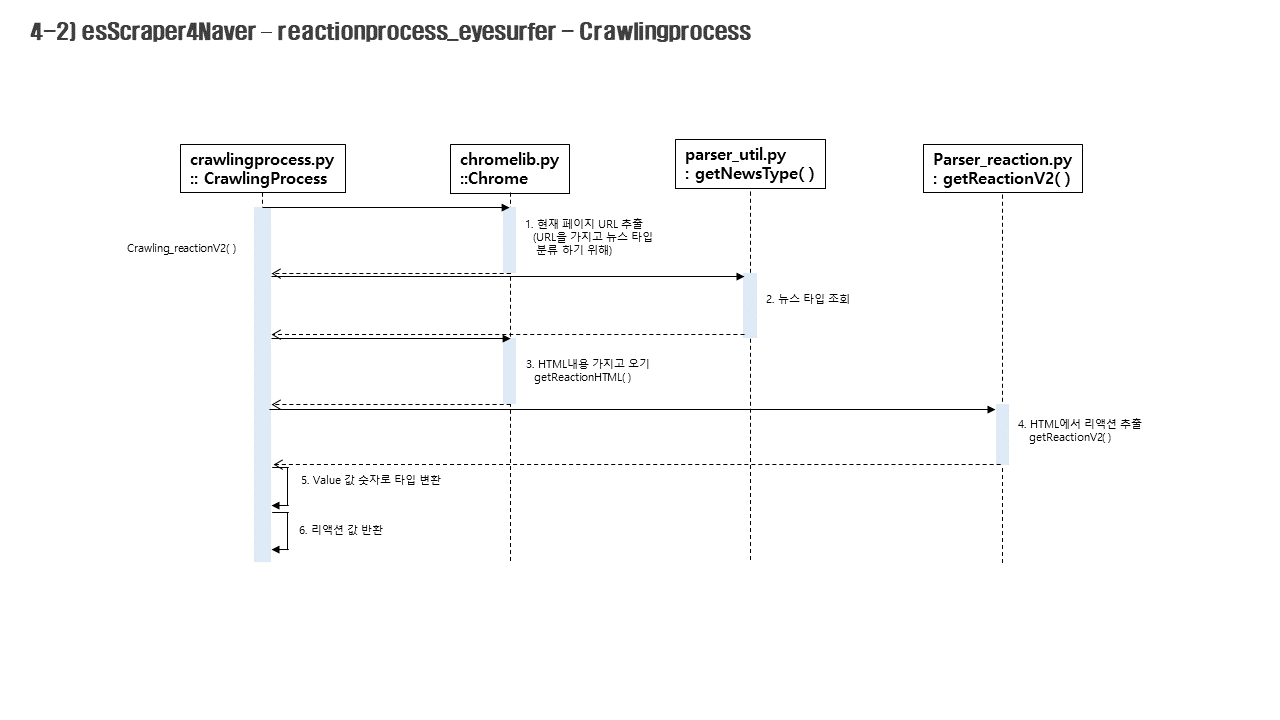 4-2) esScraper4Naver – reactionprocess_eyesurfer – Crawlingprocess
crawlingprocess.py
:: CrawlingProcess
chromelib.py
::Chrome
parser_util.py
: getNewsType( )
Parser_reaction.py
: getReactionV2( )
Crawling_reactionV2( )
1. 현재 페이지 URL 추출
(URL을 가지고 뉴스 타입
분류 하기 위해)
2. 뉴스 타입 조회
3. HTML내용 가지고 오기
getReactionHTML( )
4. HTML에서 리액션 추출
getReactionV2( )
5. Value 값 숫자로 타입 변환
6. 리액션 값 반환